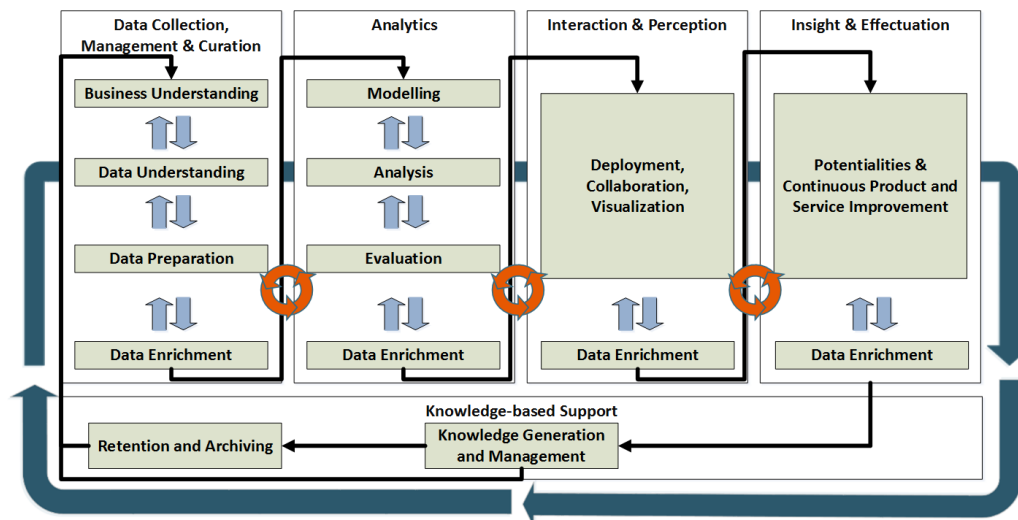 Data Collection,
Management & Curation
Business Understanding
Data Understanding
Data Preparation
Data Enrichment
Analytics
Modelling
Analysis
Evaluation
Data Enrichment
Interaction & Perception
Deployment,
Collaboration,
Visualization
Data Enrichment
Insight & Effectuation
Potentialities &
Continuous Product and
Service Improvement
Data Enrichment
Knowledge-based Support
Retention and Archiving
Knowledge Generation
and Management